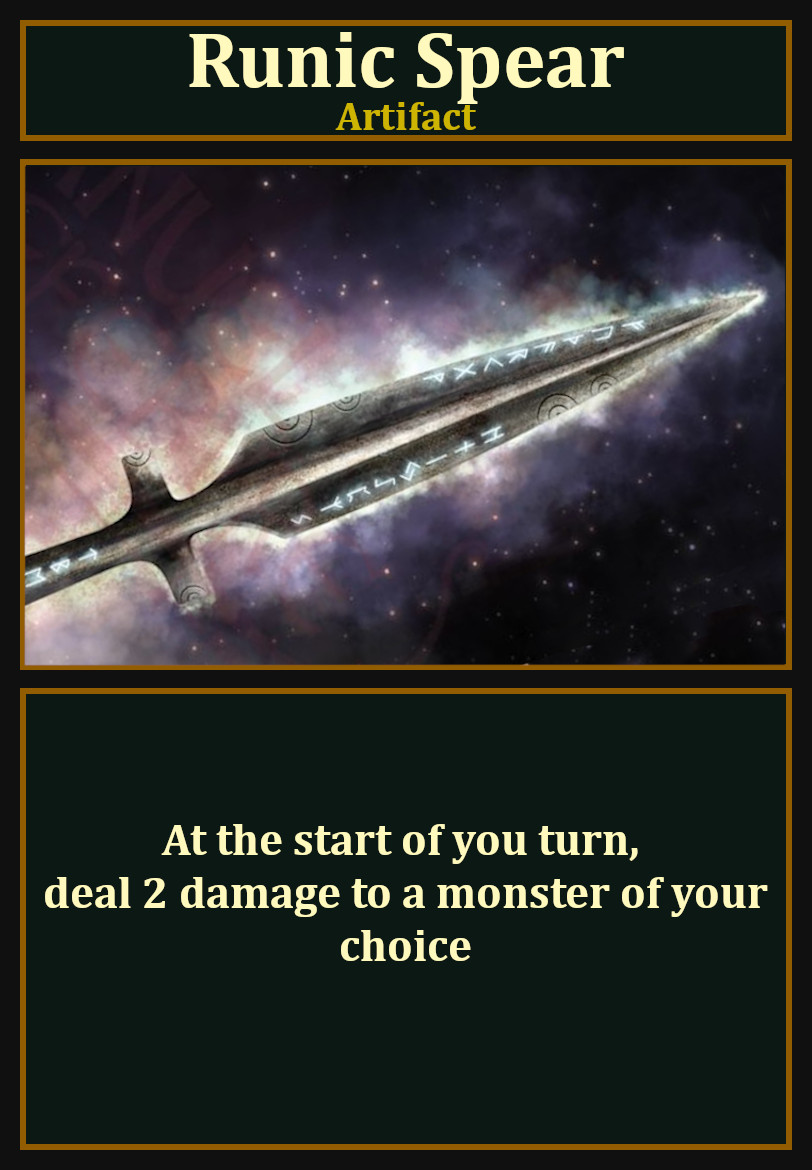 Runic Spear
Artifact
At the start of you turn,
deal 2 damage to a monster of your
choice